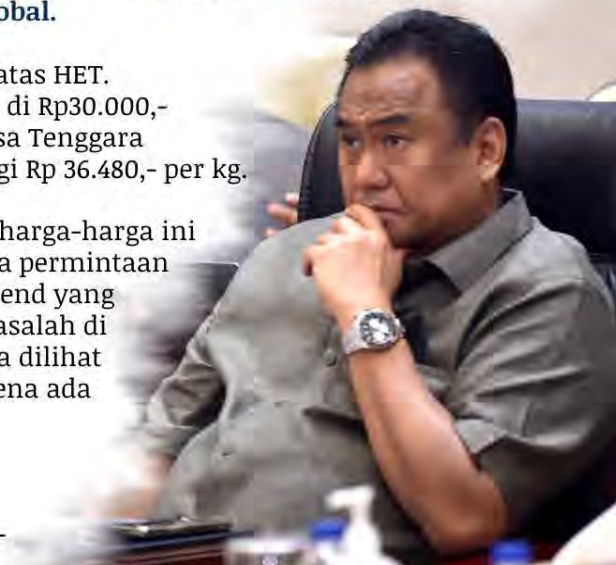 obal.
atas HET.
di Rp30.000,-
sa Tenggara
gi Rp 36.480,- per kg.
harga-harga ini
a permintaan
end yang
asalah di
a dilihat
ena ada